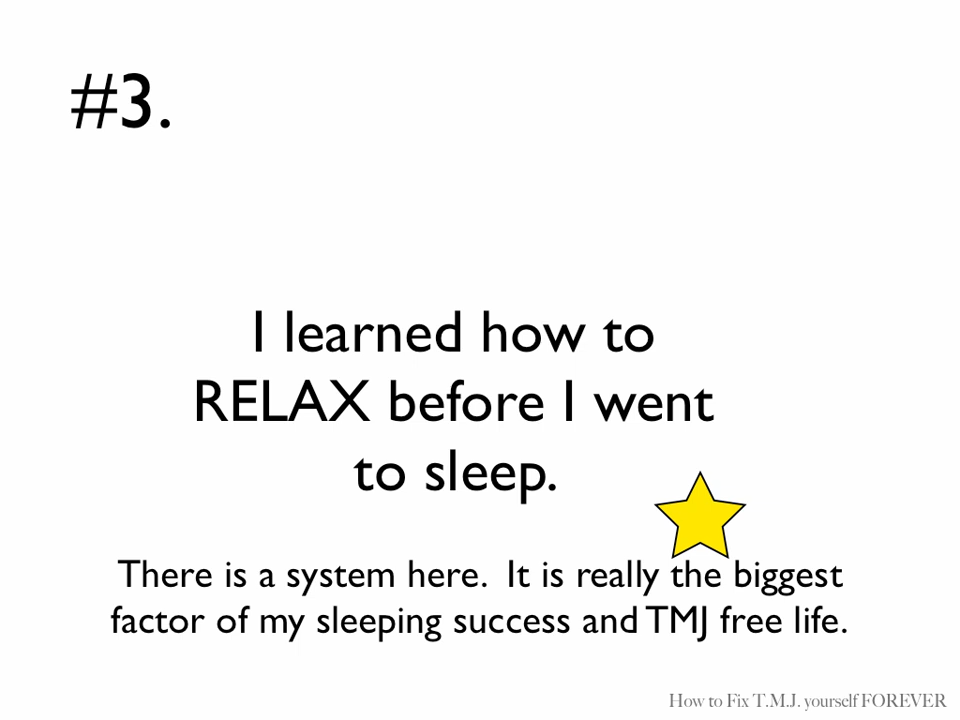 #3.
I learned how to
RELAX before I went
to sleep.
There is a system here.  It is really the biggest
factor of my sleeping success and TMJ free life.
How to Fix T.M.J. yourself FOREVER